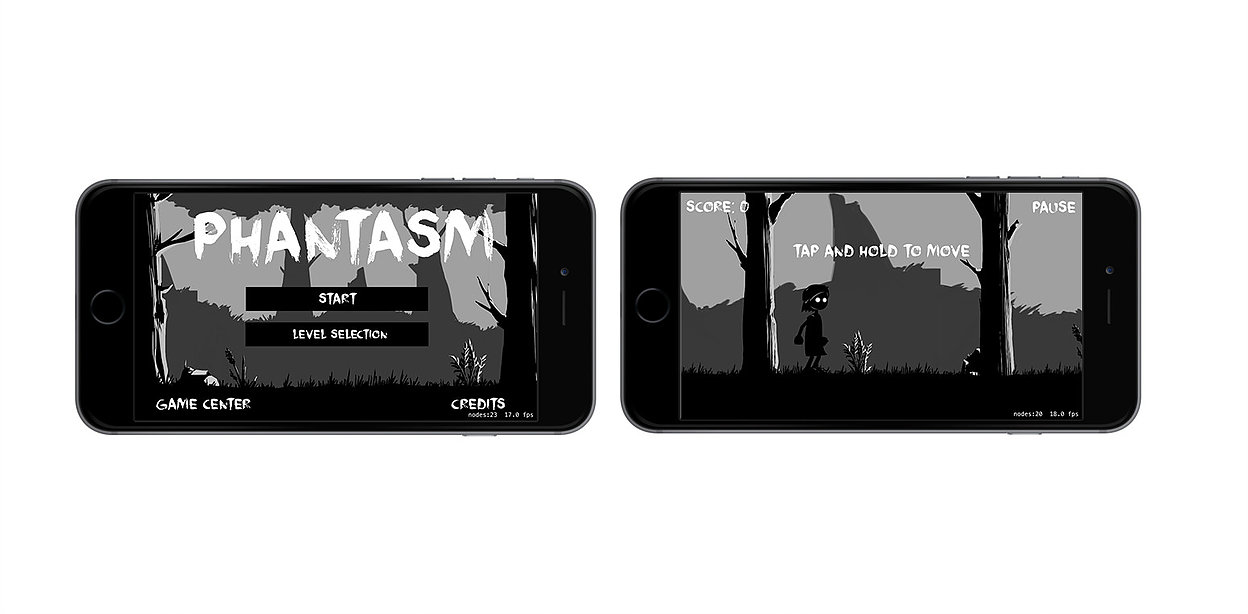 PHANTASM
START
LEVEL SELECTION
GAME CENTER
CREDITS
nodes:23 17.0 fps
SCORE: 0
PAUSE
TAP AND HOLD TO MOVE
nodes:20 18.0 fps